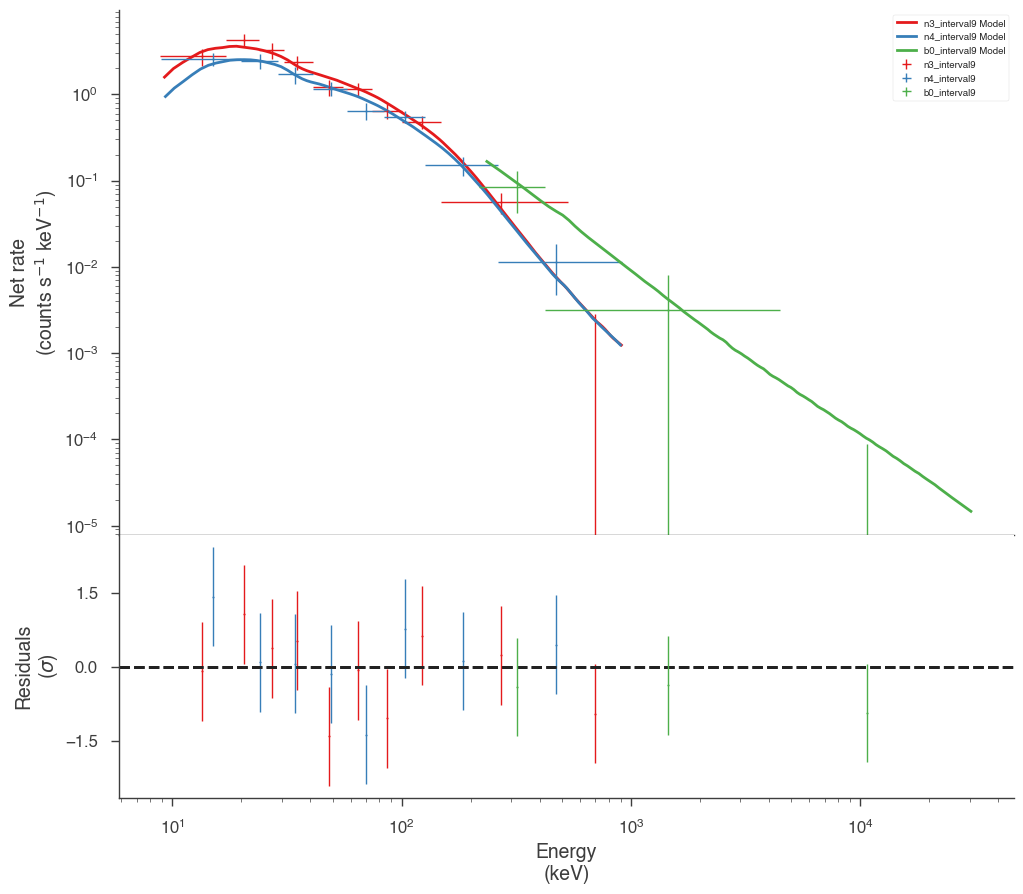 n3_interval9 Model
n4_interval9 Model
b0_interval9 Model
n3_interval9
n4_interval9
b0_interval9
Net rate
(counts s⁻¹ keV⁻¹)
10⁰
10⁻¹
10⁻²
10⁻³
10⁻⁴
10⁻⁵
Residuals
(σ)
1.5
0.0
−1.5
10¹ 10² 10³ 10⁴
Energy
(keV)